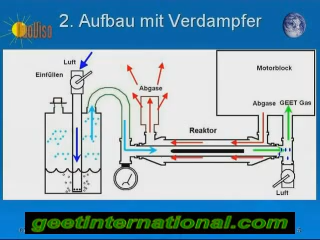 2. Aufbau mit Verdampfer
Luft
Einfüllen
Abgase
Motorblock
Abgase
GEET Gas
Reaktor
Luft
geetinternational.com